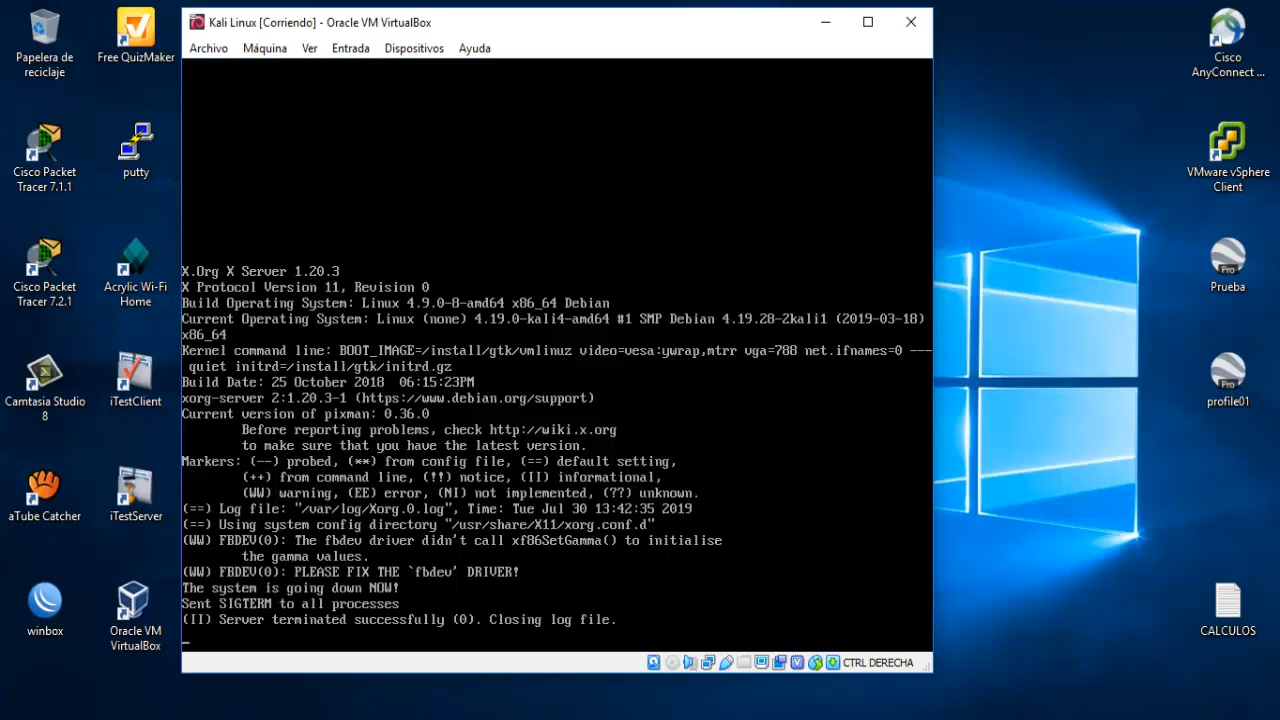 Kali Linux [Corriendo] - Oracle VM VirtualBox
Archivo Máquina Ver Entrada Dispositivos Ayuda
X.Org X Server 1.20.3
X Protocol Version 11, Revision 0
Build Operating System: Linux 4.9.0-8-amd64 x86_64 Debian
Current Operating System: Linux (none) 4.19.0-kali4-amd64 #1 SMP Debian 4.19.28-2kali1 (2019-03-18)
x86_64
Kernel command line: BOOT_IMAGE=/install/gtk/vmlinuz video=vesa:ywrap,mtrr vga=788 net.ifnames=0 ---
quiet initrd=/install/gtk/initrd.gz
Build Date: 25 October 2018  06:15:23PM
xorg-server 2:1.20.3-1 (https://www.debian.org/support)
Current version of pixman: 0.36.0
Before reporting problems, check http://wiki.x.org
to make sure that you have the latest version.
Markers: (--) probed, (**) from config file, (==) default setting,
(++) from command line, (!!) notice, (II) informational,
(WW) warning, (EE) error, (NI) not implemented, (??) unknown.
(==) Log file: "/var/log/Xorg.0.log", Time: Tue Jul 30 13:42:35 2019
(==) Using system config directory "/usr/share/X11/xorg.conf.d"
(WW) FBDEV(0): The fbdev driver didn't call xf86SetGamma() to initialise
the gamma values.
(WW) FBDEV(0): PLEASE FIX THE `fbdev' DRIVER!
The system is going down NOW!
Sent SIGTERM to all processes
(II) Server terminated successfully (0). Closing log file.
CTRL DERECHA
Papelera de
reciclaje
Free QuizMaker
Cisco Packet
Tracer 7.1.1
putty
Cisco Packet
Tracer 7.2.1
Acrylic Wi-Fi
Home
Camtasia Studio
8
iTestClient
aTube Catcher
iTestServer
winbox
Oracle VM
VirtualBox
Cisco
AnyConnect ...
VMware vSphere
Client
Pro
Prueba
Pro
profile01
CALCULOS